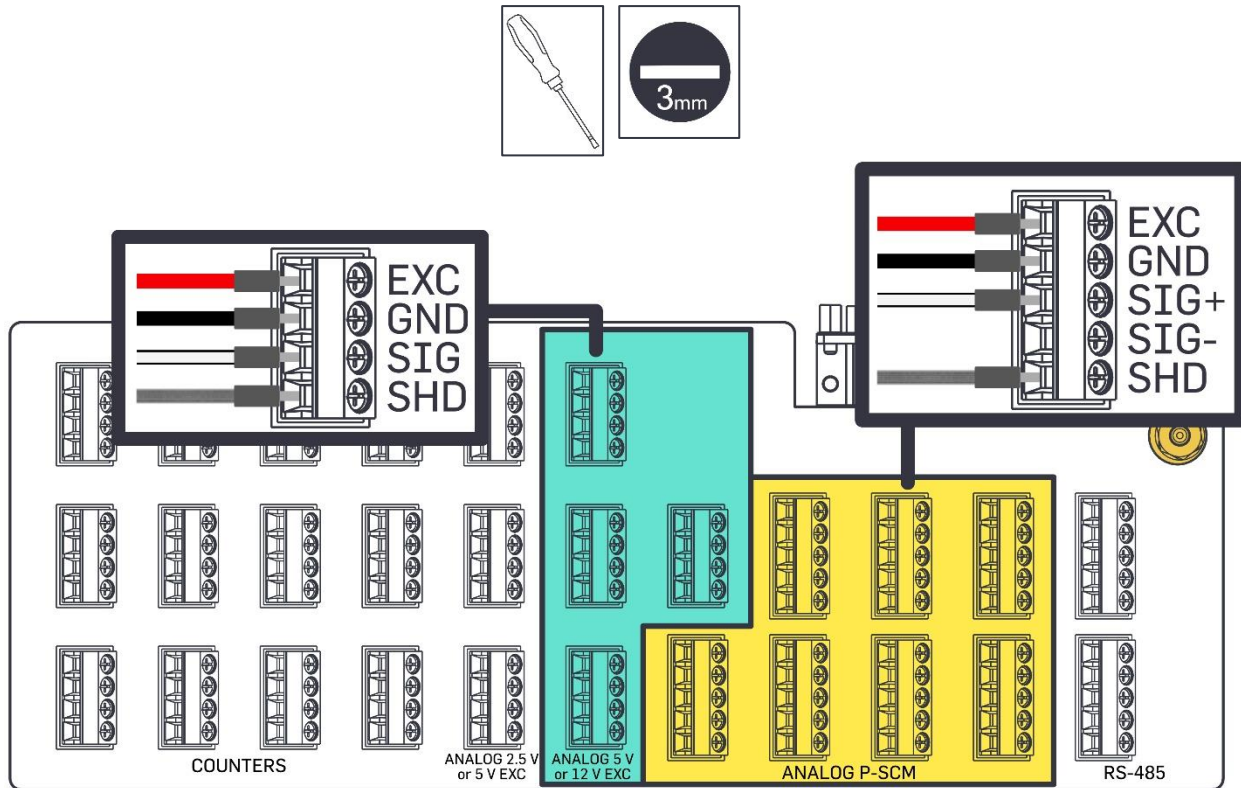 3mm
EXC
GND
SIG+
SIG-
SHD
EXC
GND
SIG
SHD
COUNTERS
ANALOG 2.5 V
or 5 V EXC
ANALOG 5 V
or 12 V EXC
ANALOG P-SCM
RS-485